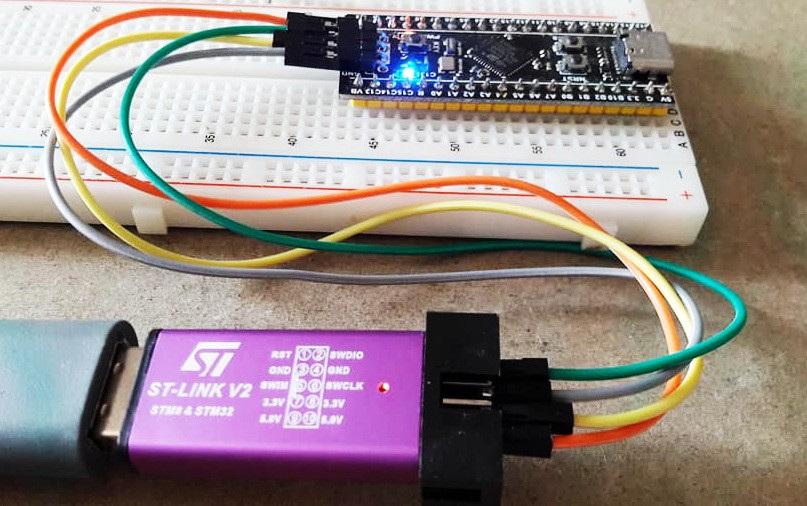 35
40
45
50
55
60
A B C D
+
ST
ST-LINK V2
STM8 & STM32
RST 1 2 SWDIO
GND 3 4 GND
SWIM 5 6 SWCLK
3.3V 7 8 3.3V
5.0V 9 10 5.0V